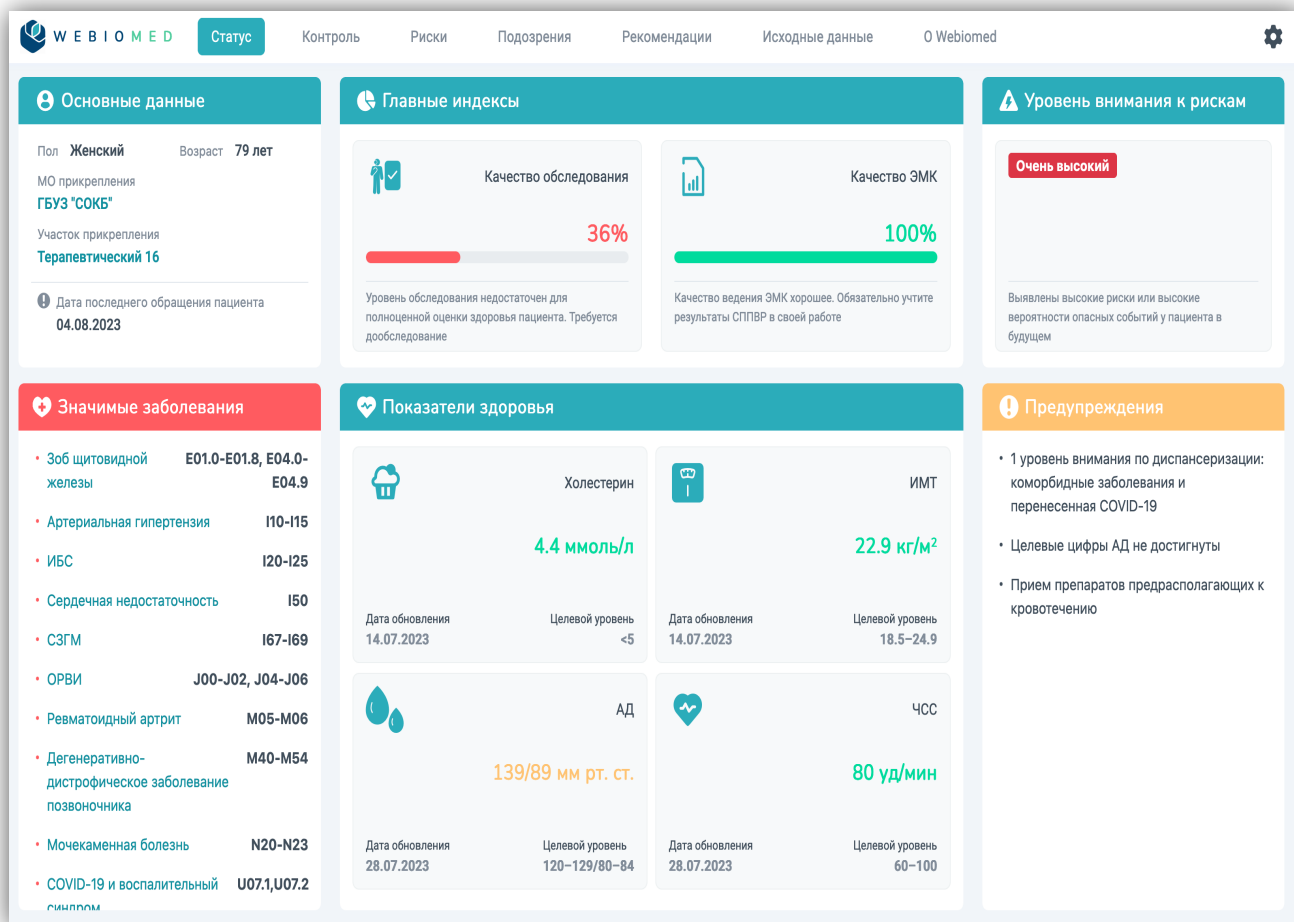 WEBIOMED
Статус
Контроль
Риски
Подозрения
Рекомендации
Исходные данные
О Webiomed
Основные данные
Пол Женский Возраст 79 лет
МО прикрепления
ГБУЗ "СОКБ"
Участок прикрепления
Терапевтический 16
Дата последнего обращения пациента
04.08.2023
Главные индексы
Качество обследования
36%
Уровень обследования недостаточен для
полноценной оценки здоровья пациента. Требуется
дообследование
Качество ЭМК
100%
Качество ведения ЭМК хорошее. Обязательно учтите
результаты СППВР в своей работе
Уровень внимания к рискам
Очень высокий
Выявлены высокие риски или высокие
вероятности опасных событий у пациента в
будущем
Значимые заболевания
• Зоб щитовидной E01.0-E01.8, E04.0-
железы E04.9
• Артериальная гипертензия I10-I15
• ИБС I20-I25
• Сердечная недостаточность I50
• СЗГМ I67-I69
• ОРВИ J00-J02, J04-J06
• Ревматоидный артрит M05-M06
• Дегенеративно- M40-M54
дистрофическое заболевание
позвоночника
• Мочекаменная болезнь N20-N23
• COVID-19 и воспалительный U07.1,U07.2
синдром
Показатели здоровья
Холестерин
4.4 ммоль/л
Дата обновления Целевой уровень
14.07.2023 <5
ИМТ
22.9 кг/м²
Дата обновления Целевой уровень
14.07.2023 18.5–24.9
АД
139/89 мм рт. ст.
Дата обновления Целевой уровень
28.07.2023 120–129/80–84
ЧСС
80 уд/мин
Дата обновления Целевой уровень
28.07.2023 60–100
Предупреждения
• 1 уровень внимания по диспансеризации:
коморбидные заболевания и
перенесенная COVID-19
• Целевые цифры АД не достигнуты
• Прием препаратов предрасполагающих к
кровотечению